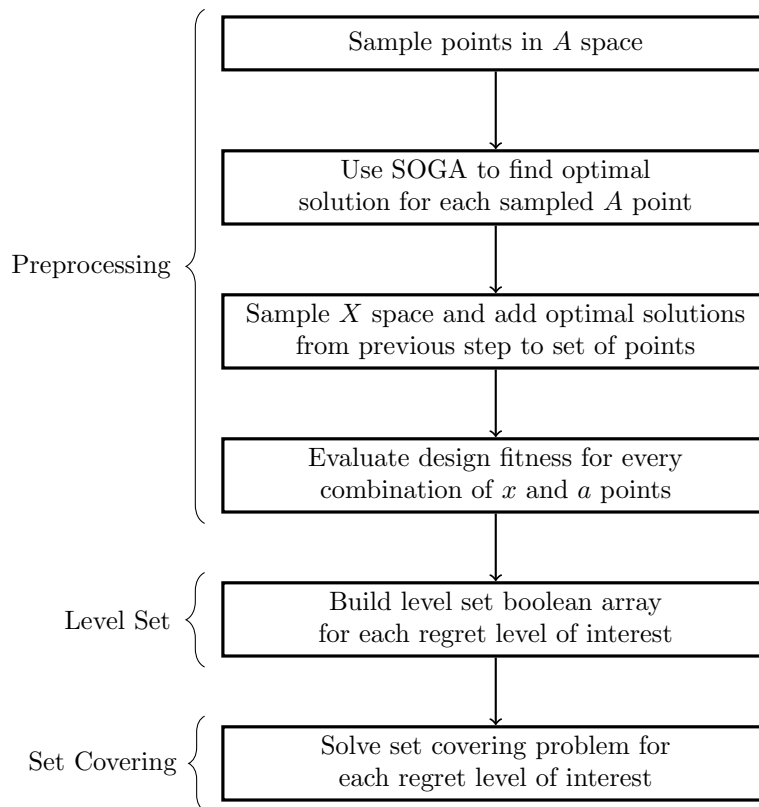 Sample points in A space
Use SOGA to find optimal
solution for each sampled A point
Preprocessing
Sample X space and add optimal solutions
from previous step to set of points
Evaluate design fitness for every
combination of x and a points
Level Set
Build level set boolean array
for each regret level of interest
Set Covering
Solve set covering problem for
each regret level of interest